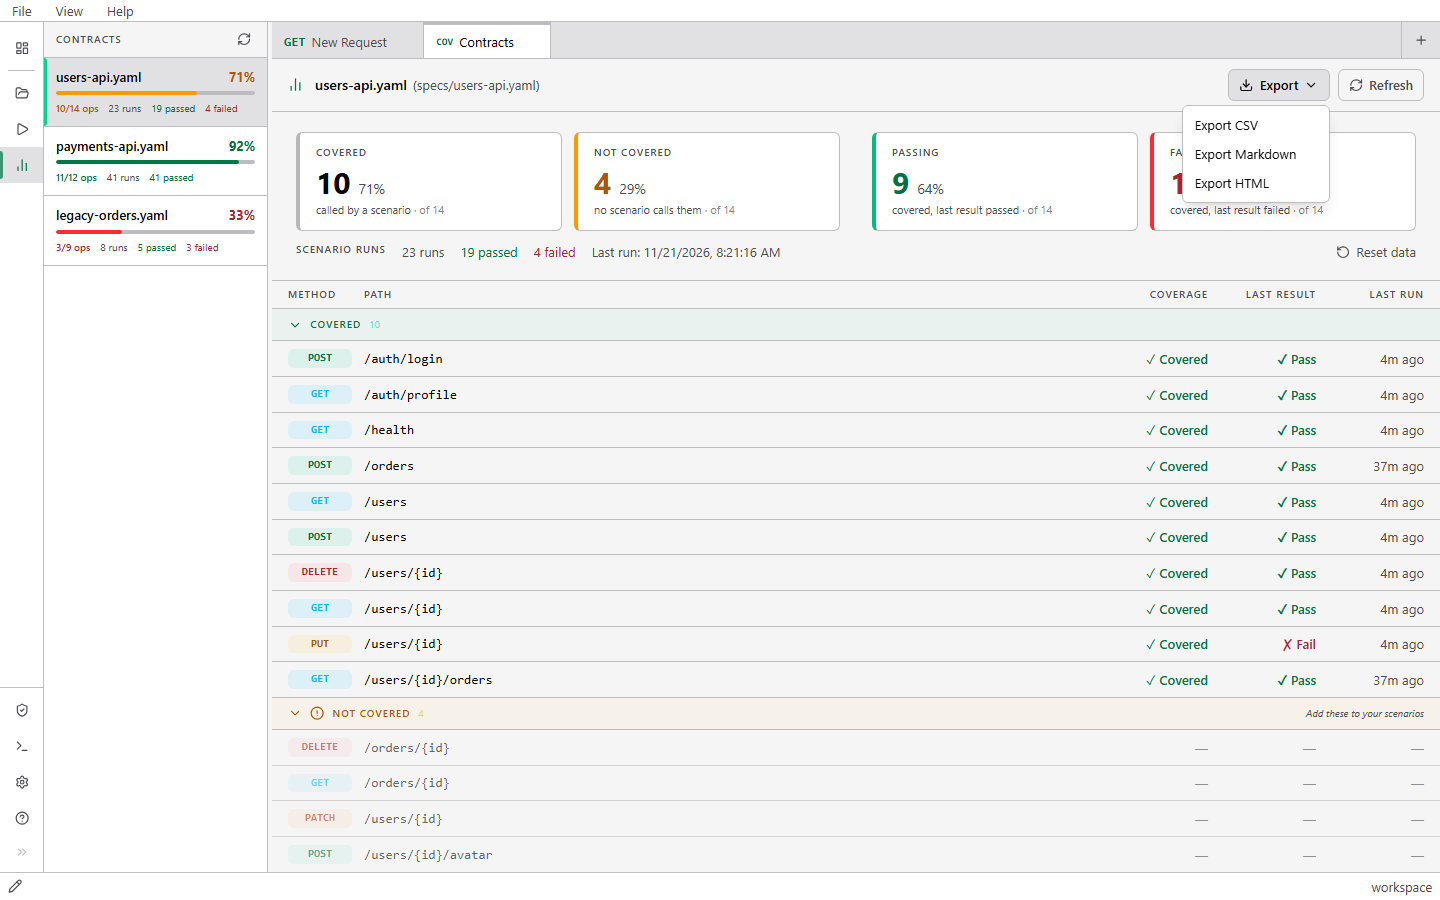 File View Help
CONTRACTS
users-api.yaml 71%
10/14 ops 23 runs 19 passed 4 failed
payments-api.yaml 92%
11/12 ops 41 runs 41 passed
legacy-orders.yaml 33%
3/9 ops 8 runs 5 passed 3 failed
GET New Request
COV Contracts
users-api.yaml (specs/users-api.yaml)
Export
Refresh
Export CSV
Export Markdown
Export HTML
COVERED
10 71%
called by a scenario · of 14
NOT COVERED
4 29%
no scenario calls them · of 14
PASSING
9 64%
covered, last result passed · of 14
FA
1
covered, last result failed · of 14
SCENARIO RUNS 23 runs 19 passed 4 failed Last run: 11/21/2026, 8:21:16 AM
Reset data
METHOD PATH COVERAGE LAST RESULT LAST RUN
COVERED 10
POST /auth/login ✓ Covered ✓ Pass 4m ago
GET /auth/profile ✓ Covered ✓ Pass 4m ago
GET /health ✓ Covered ✓ Pass 4m ago
POST /orders ✓ Covered ✓ Pass 37m ago
GET /users ✓ Covered ✓ Pass 4m ago
POST /users ✓ Covered ✓ Pass 4m ago
DELETE /users/{id} ✓ Covered ✓ Pass 4m ago
GET /users/{id} ✓ Covered ✓ Pass 4m ago
PUT /users/{id} ✓ Covered ✗ Fail 4m ago
GET /users/{id}/orders ✓ Covered ✓ Pass 37m ago
NOT COVERED 4 Add these to your scenarios
DELETE /orders/{id} — — —
GET /orders/{id} — — —
PATCH /users/{id} — — —
POST /users/{id}/avatar — — —
workspace